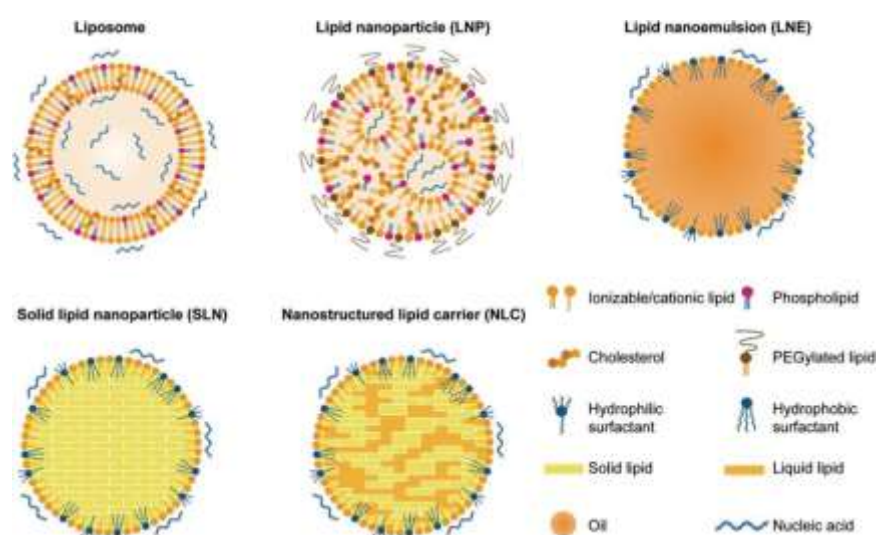 Liposome
Lipid nanoparticle (LNP)
Lipid nanoemulsion (LNE)
Solid lipid nanoparticle (SLN)
Nanostructured lipid carrier (NLC)
Ionizable/cationic lipid
Phospholipid
Cholesterol
PEGylated lipid
Hydrophilic
surfactant
Hydrophobic
surfactant
Solid lipid
Liquid lipid
Oil
Nucleic acid